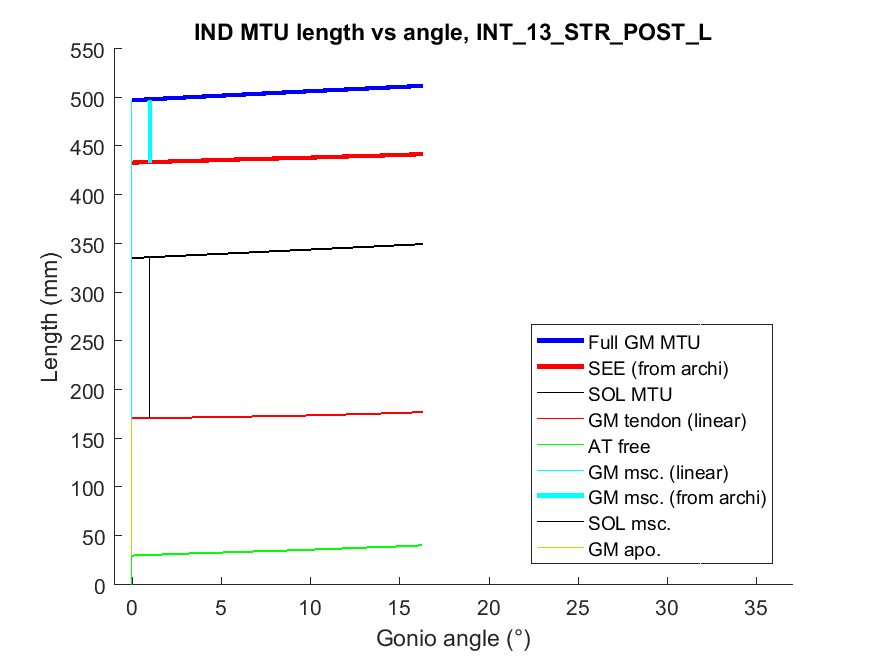 IND MTU length vs angle, INT_13_STR_POST_L
550
500
450
400
350
300
250
200
150
100
50
0
Length (mm)
Full GM MTU
SEE (from archi)
SOL MTU
GM tendon (linear)
AT free
GM msc. (linear)
GM msc. (from archi)
SOL msc.
GM apo.
0 5 10 15 20 25 30 35
Gonio angle (°)